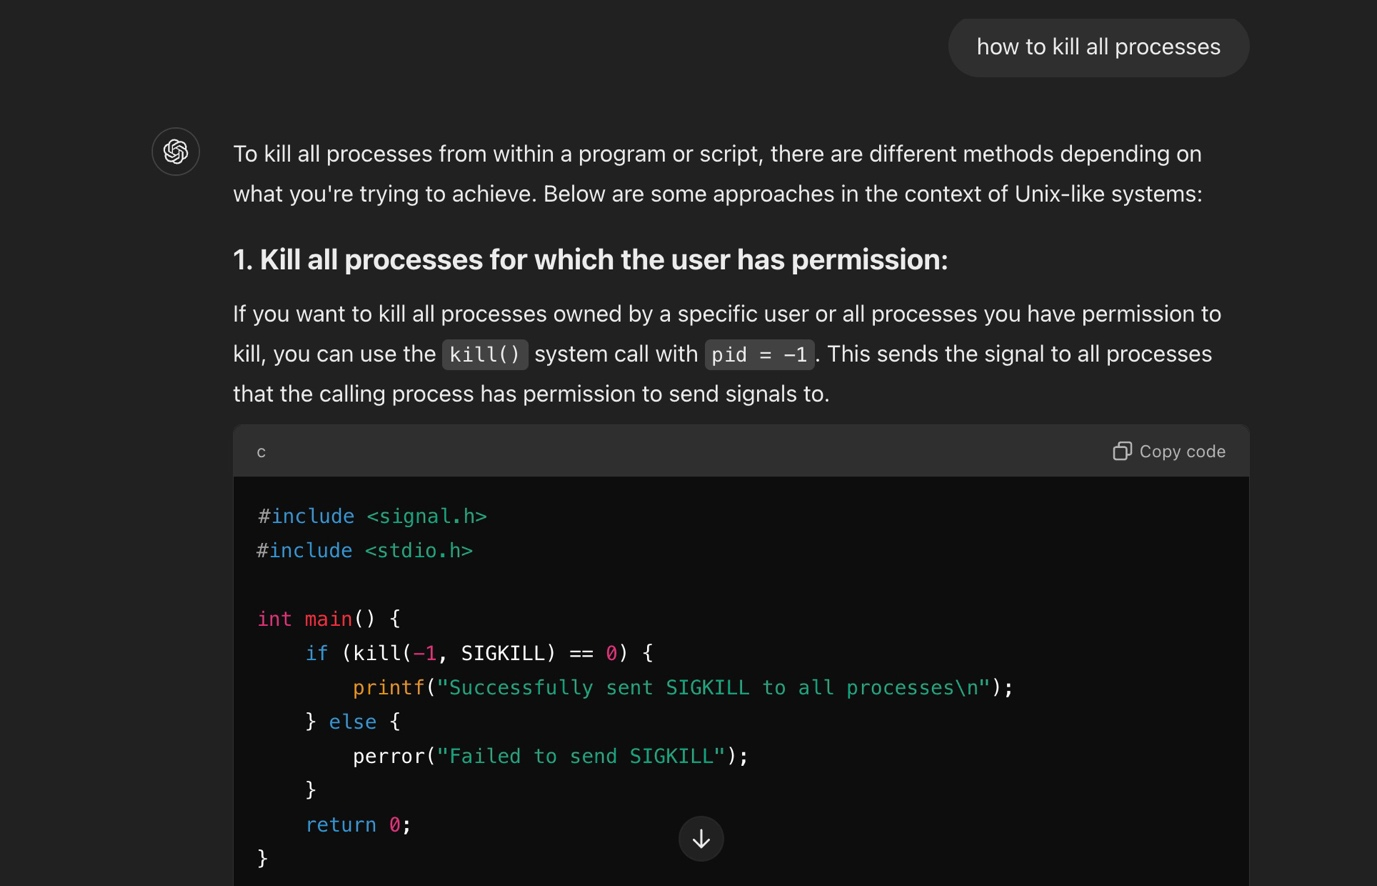 how to kill all processes
To kill all processes from within a program or script, there are different methods depending on
what you're trying to achieve. Below are some approaches in the context of Unix-like systems:
1. Kill all processes for which the user has permission:
If you want to kill all processes owned by a specific user or all processes you have permission to
kill, you can use the kill() system call with pid = -1. This sends the signal to all processes
that the calling process has permission to send signals to.
c
Copy code
#include <signal.h>
#include <stdio.h>
int main() {
    if (kill(-1, SIGKILL) == 0) {
        printf("Successfully sent SIGKILL to all processes\n");
    } else {
        perror("Failed to send SIGKILL");
    }
    return 0;
}